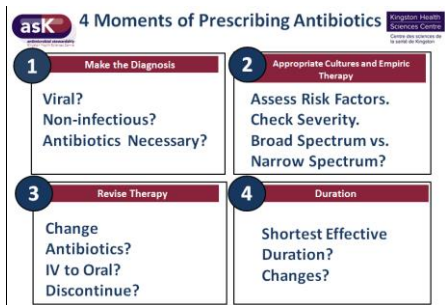 asK
4 Moments of Prescribing Antibiotics
Kingston Health
Sciences Centre
Centre des sciences de
la santé de Kingston
1
Make the Diagnosis
Viral?
Non-infectious?
Antibiotics Necessary?
2
Appropriate Cultures and Empiric
Therapy
Assess Risk Factors.
Check Severity.
Broad Spectrum vs.
Narrow Spectrum?
3
Revise Therapy
Change
Antibiotics?
IV to Oral?
Discontinue?
4
Duration
Shortest Effective
Duration?
Changes?